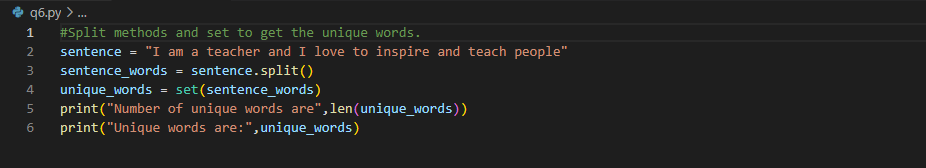 q6.py > ...
1 #Split methods and set to get the unique words.
2 sentence = "I am a teacher and I love to inspire and teach people"
3 sentence_words = sentence.split()
4 unique_words = set(sentence_words)
5 print("Number of unique words are",len(unique_words))
6 print("Unique words are:",unique_words)